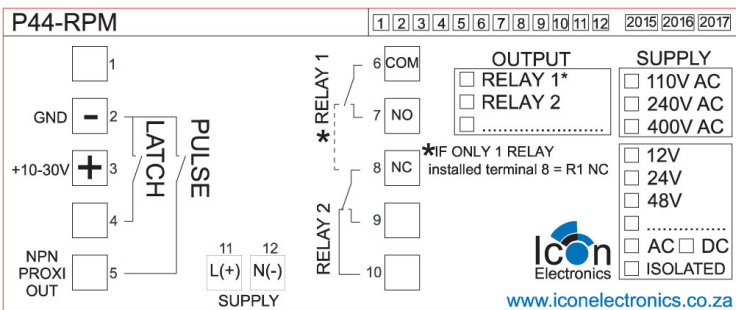 P44-RPM
1 2 3 4 5 6 7 8 9 10 11 12 2015 2016 2017
1
GND - 2
+10-30V + 3
4
NPN
PROXI
OUT
5
LATCH
PULSE
11 12
L(+) N(-)
SUPPLY
* RELAY 1
RELAY 2
6 COM
7 NO
8 NC
9
10
OUTPUT
RELAY 1*
RELAY 2
....................
*IF ONLY 1 RELAY
installed terminal 8 = R1 NC
SUPPLY
110V AC
240V AC
400V AC
12V
24V
48V
............
AC DC
ISOLATED
Icon
Electronics
www.iconelectronics.co.za